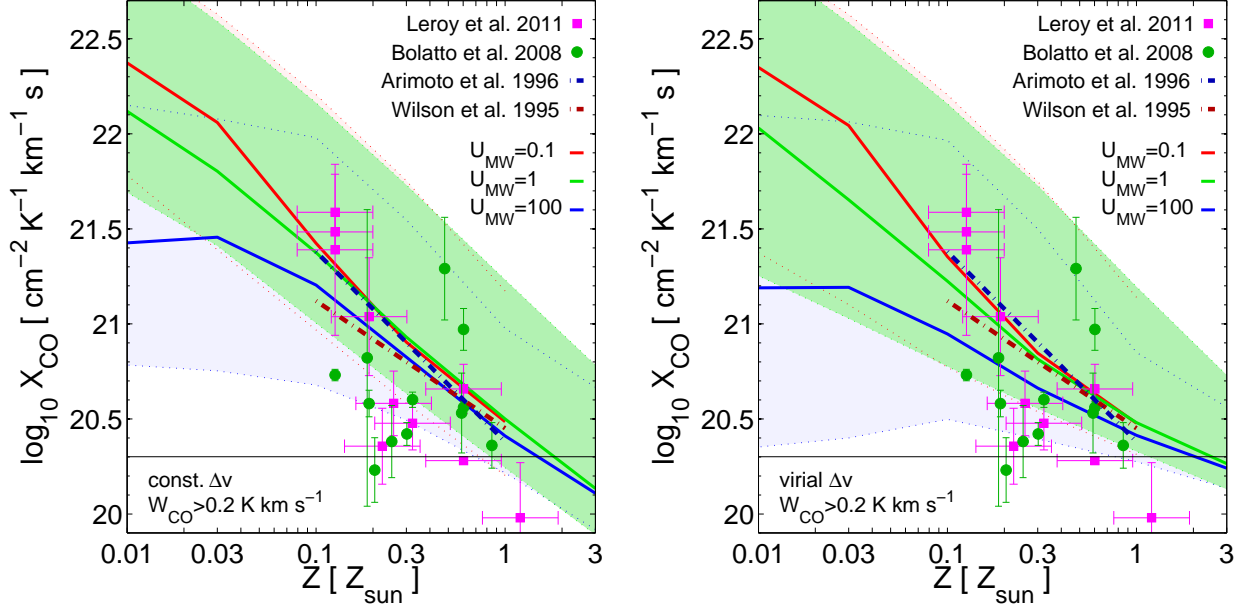 22.5
22
21.5
21
20.5
20
log10 XCO [ cm−2 K−1 km−1 s ]
Leroy et al. 2011
Bolatto et al. 2008
Arimoto et al. 1996
Wilson et al. 1995
UMW=0.1
UMW=1
UMW=100
const. Δv
WCO>0.2 K km s−1
0.01
0.03
0.1
0.3
1
3
Z [ Zsun ]
22.5
22
21.5
21
20.5
20
log10 XCO [ cm−2 K−1 km−1 s ]
Leroy et al. 2011
Bolatto et al. 2008
Arimoto et al. 1996
Wilson et al. 1995
UMW=0.1
UMW=1
UMW=100
virial Δv
WCO>0.2 K km s−1
0.01
0.03
0.1
0.3
1
3
Z [ Zsun ]